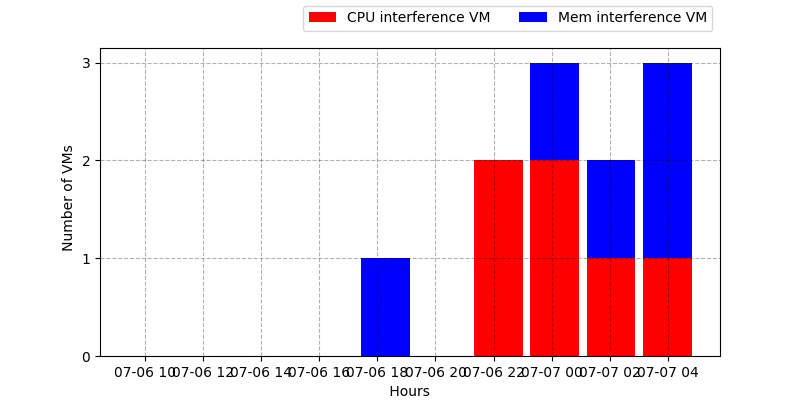 CPU interference VM Mem interference VM
3
2
1
0
Number of VMs
07-06 10 07-06 12 07-06 14 07-06 16 07-06 18 07-06 20 07-06 22 07-07 00 07-07 02 07-07 04
Hours